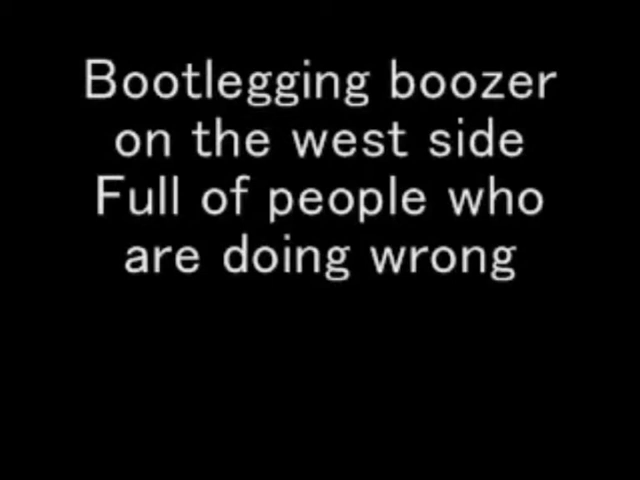 Bootlegging boozer
on the west side
Full of people who
are doing wrong